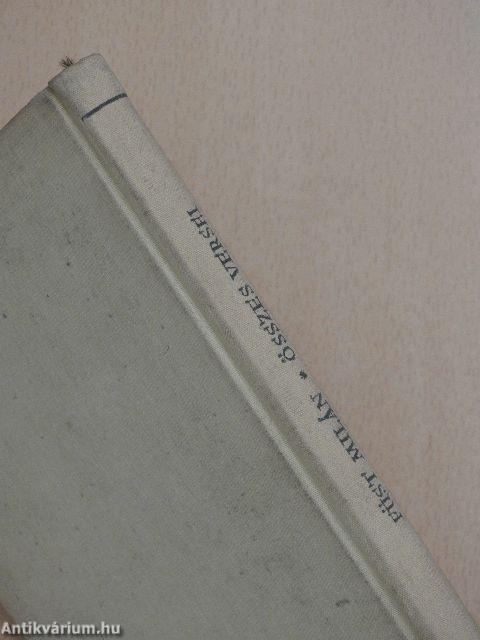 FÜST MILÁN * ÖSSZES VERSEI
Antikvárium.hu